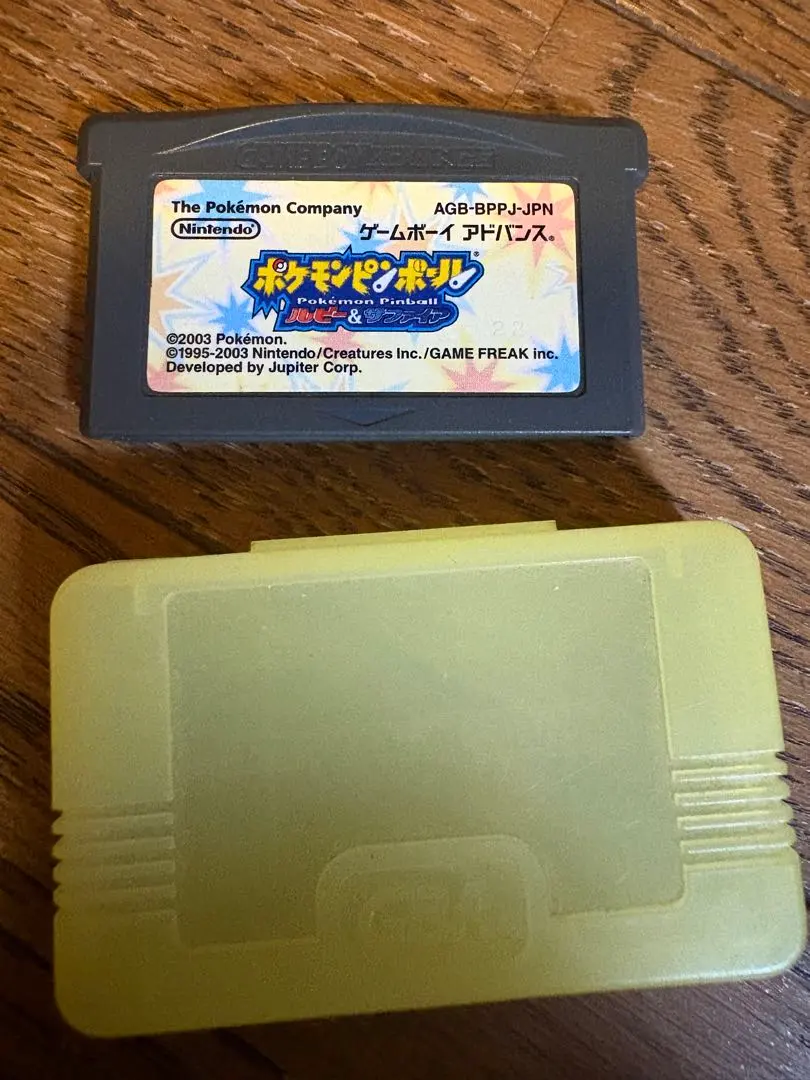 GAME BOY ADVANCE
The Pokémon Company
AGB-BPPJ-JPN
Nintendo®
ゲームボーイ アドバンス®
ポケモンピンボール®
Pokémon Pinball
ルビー&サファイア
22
©2003 Pokémon.
©1995-2003 Nintendo/Creatures Inc./GAME FREAK inc.
Developed by Jupiter Corp.